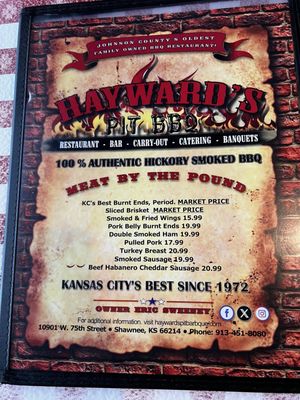 JOHNSON COUNTY'S OLDEST
FAMILY OWNED BBQ RESTAURANT!
HAYWARD'S
PIT BBQ
RESTAURANT - BAR - CARRY-OUT - CATERING - BANQUETS
100 % AUTHENTIC HICKORY SMOKED BBQ
MEAT BY THE POUND
KC's Best Burnt Ends, Period. MARKET PRICE
Sliced Brisket MARKET PRICE
Smoked & Fried Wings 15.99
Pork Belly Burnt Ends 19.99
Double Smoked Ham 19.99
Pulled Pork 17.99
Turkey Breast 20.99
Smoked Sausage 19.99
Beef Habanero Cheddar Sausage 20.99
KANSAS CITY'S BEST SINCE 1972
OWNER ERIC SWEENEY
For additional information, visit haywardspitbarbque.com
10901 W. 75th Street • Shawnee, KS 66214 • Phone: 913-451-8080